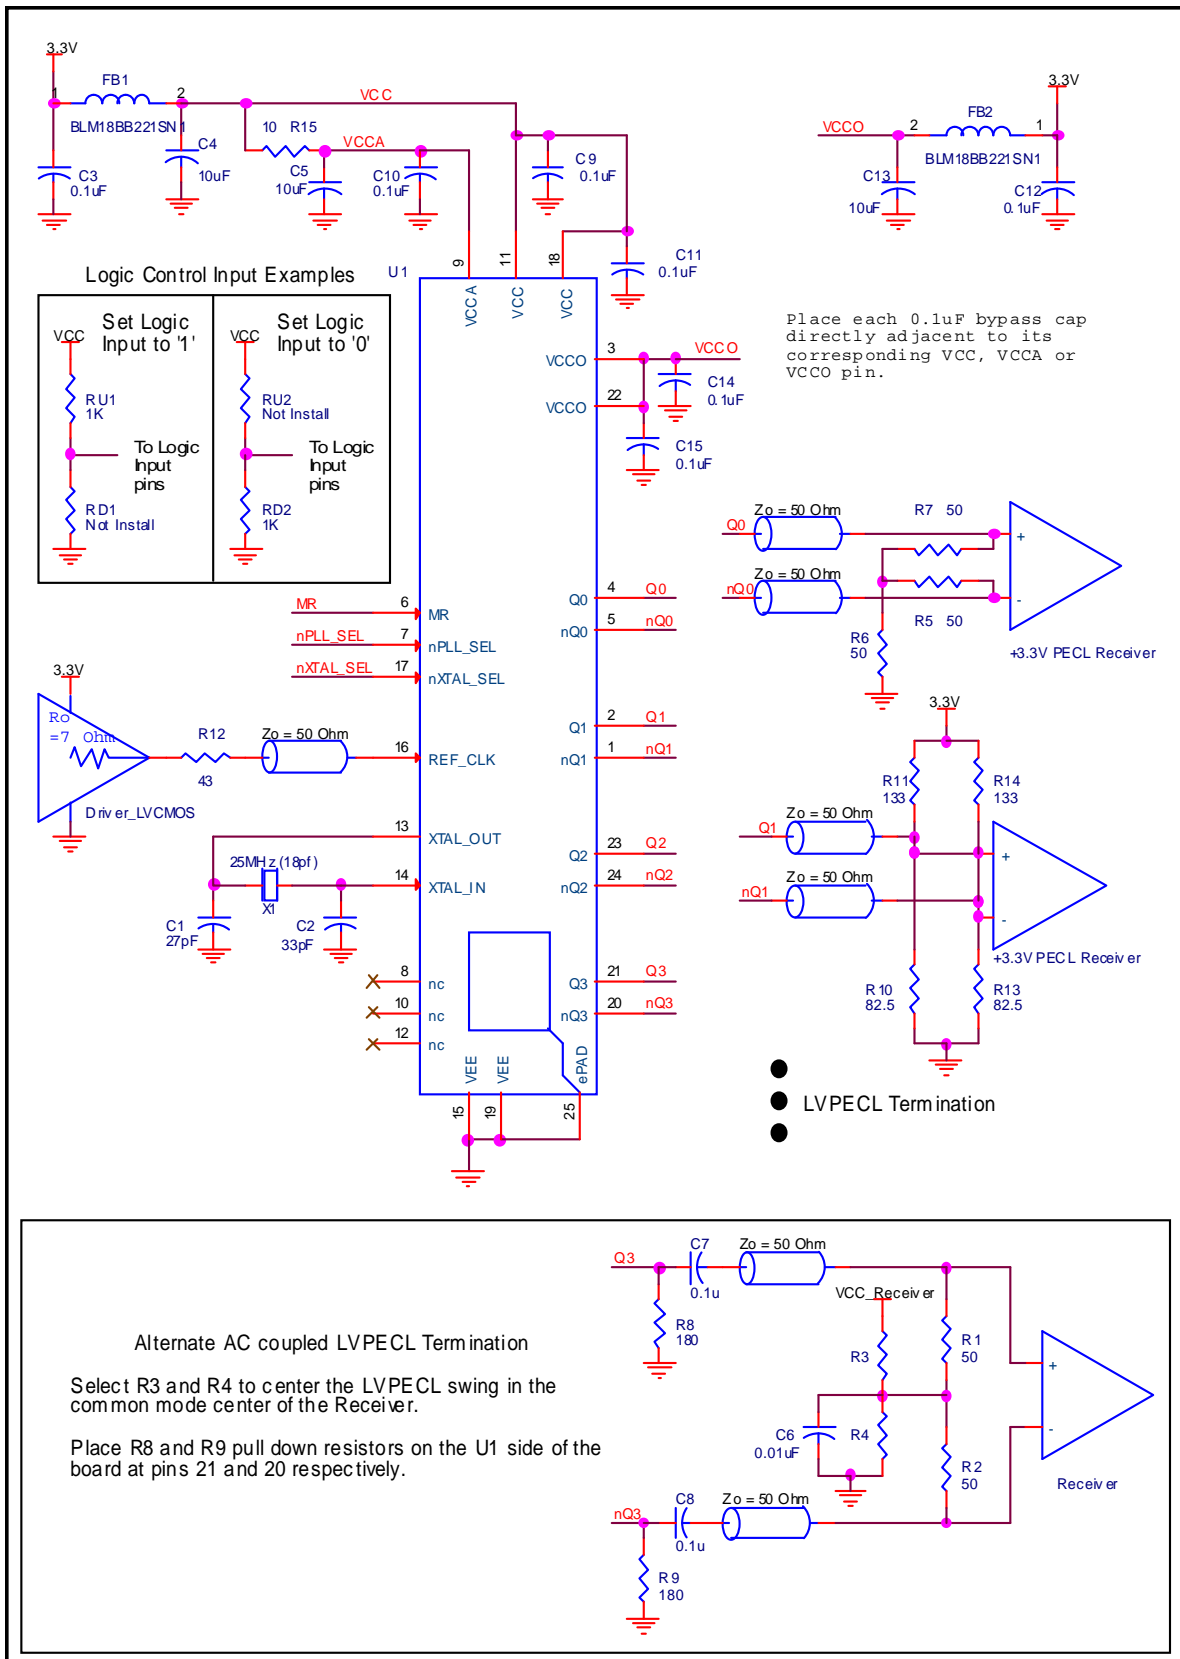 3.3V
FB1
1
2
VCC
BLM18BB221SN1
C4
10uF
10 R15
VCCA
C3
0.1uF
C5
10uF
C10
0.1uF
C9
0.1uF
3.3V
VCCO
2
FB2
1
BLM18BB221SN1
C13
10uF
C12
0.1uF
U1
9
11
18
C11
0.1uF
VCCA
VCC
VCC
Logic Control Input Examples
VCC
Set Logic
Input to '1'
RU1
1K
To Logic
Input
pins
RD1
Not Install
VCC
Set Logic
Input to '0'
RU2
Not Install
To Logic
Input
pins
RD2
1K
Place each 0.1uF bypass cap
directly adjacent to its
corresponding VCC, VCCA or
VCCO pin.
VCCO
3
VCCO
C14
0.1uF
VCCO
22
C15
0.1uF
Q0
Zo = 50 Ohm
R7 50
+
nQ0
Zo = 50 Ohm
-
R5 50
R6
50
+3.3V PECL Receiver
MR
6
MR
nPLL_SEL
7
nPLL_SEL
nXTAL_SEL
17
nXTAL_SEL
Q0
4
Q0
nQ0
5
nQ0
Q1
2
Q1
nQ1
1
nQ1
3.3V
Ro
=7 Ohm
R12
43
Zo = 50 Ohm
16
REF_CLK
Driver_LVCMOS
13
XTAL_OUT
25MHz (18pf)
X1
14
XTAL_IN
C1
27pF
C2
33pF
Q2
23
Q2
nQ2
24
nQ2
3.3V
R11
133
R14
133
Q1
Zo = 50 Ohm
+
nQ1
Zo = 50 Ohm
-
+3.3V PECL Receiver
R10
82.5
R13
82.5
8
nc
10
nc
12
nc
Q3
21
Q3
nQ3
20
nQ3
VEE
VEE
ePAD
15
19
25
LVPECL Termination
Q3
C7
0.1u
Zo = 50 Ohm
R8
180
VCC_Receiver
R3
R1
50
+
Alternate AC coupled LVPECL Termination
Select R3 and R4 to center the LVPECL swing in the
common mode center of the Receiver.
Place R8 and R9 pull down resistors on the U1 side of the
board at pins 21 and 20 respectively.
C6
0.01uF
R4
R2
50
-
Receiver
nQ3
C8
0.1u
Zo = 50 Ohm
R9
180